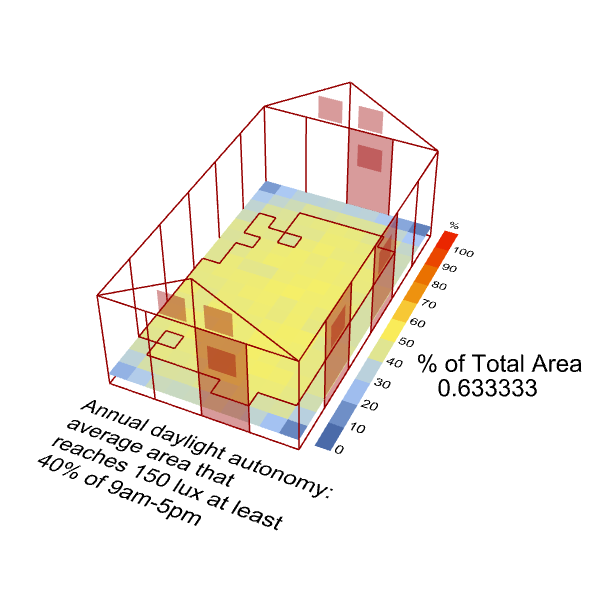 %
100
90
80
70
60
50
40
30
20
10
0
% of Total Area
0.633333
Annual daylight autonomy:
average area that
reaches 150 lux at least
40% of 9am-5pm